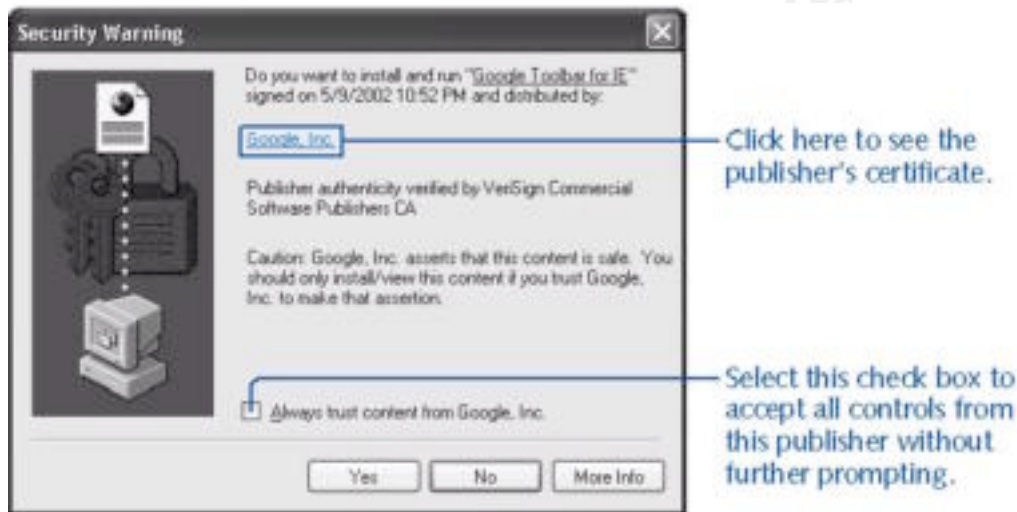 Security Warning
Do you want to install and run "Google Toolbar for IE"
signed on 5/9/2002 10:52 PM and distributed by:
Google, Inc.
Publisher authenticity verified by VeriSign Commercial
Software Publishers CA
Caution: Google, Inc. asserts that this content is safe. You
should only install/view this content if you trust Google,
Inc. to make that assertion.
Always trust content from Google, Inc.
Yes No More Info
Click here to see the
publisher's certificate.
Select this check box to
accept all controls from
this publisher without
further prompting.